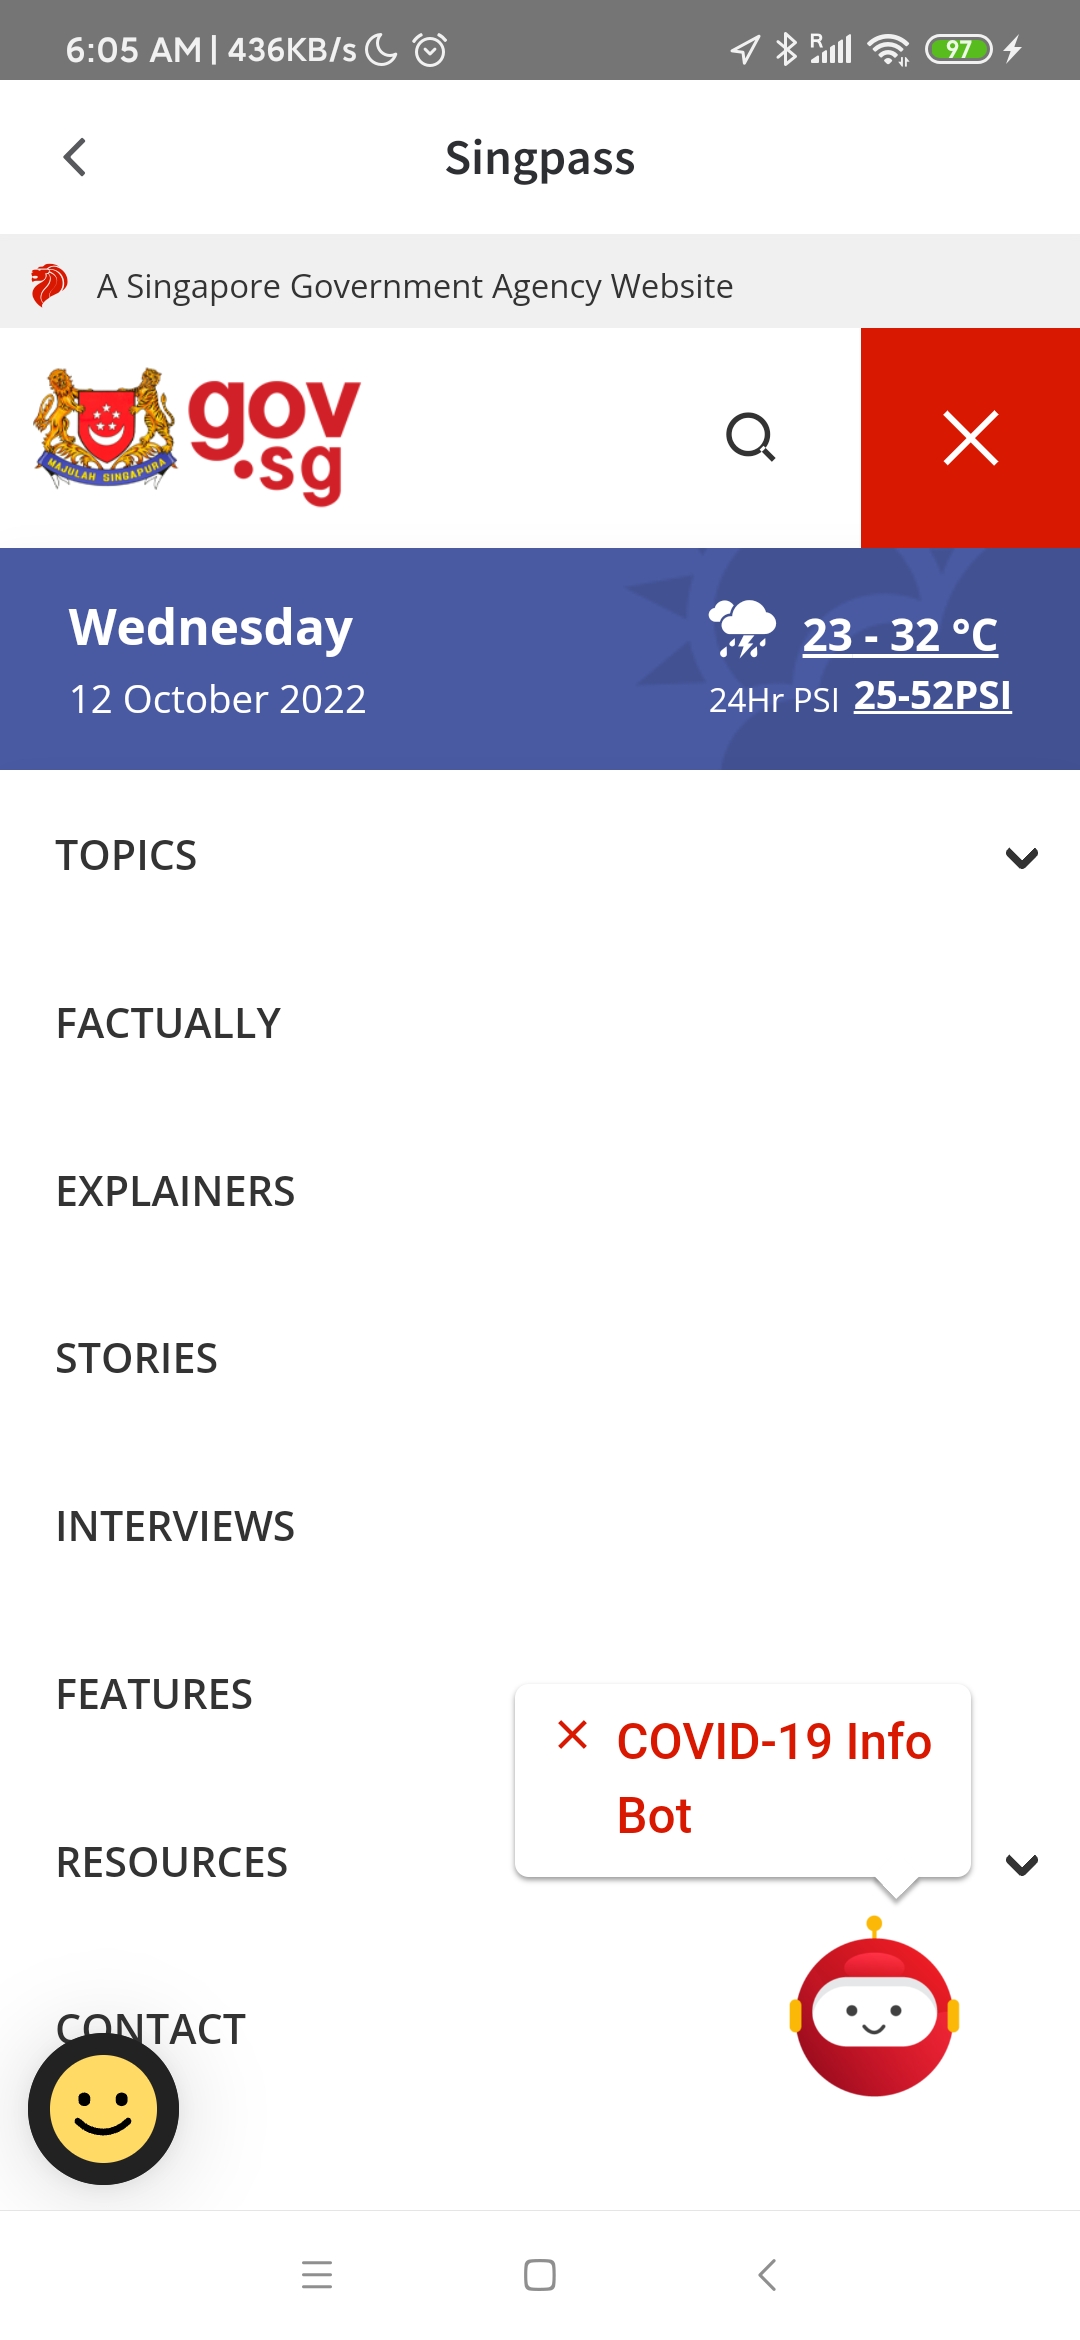 6:05 AM | 436KB/s
R
97
Singpass
A Singapore Government Agency Website
MAJULAH SINGAPURA
gov
.sg
Wednesday
23 - 32 °C
12 October 2022
24Hr PSI 25-52PSI
TOPICS
FACTUALLY
EXPLAINERS
STORIES
INTERVIEWS
FEATURES
COVID-19 Info
Bot
RESOURCES
CONTACT